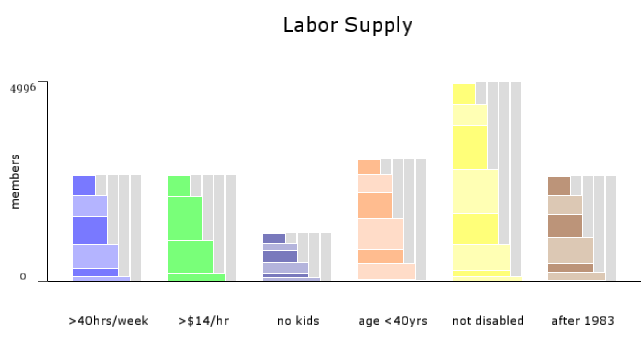 Labor Supply
4996
members
0
>40hrs/week >$14/hr no kids age <40yrs not disabled after 1983